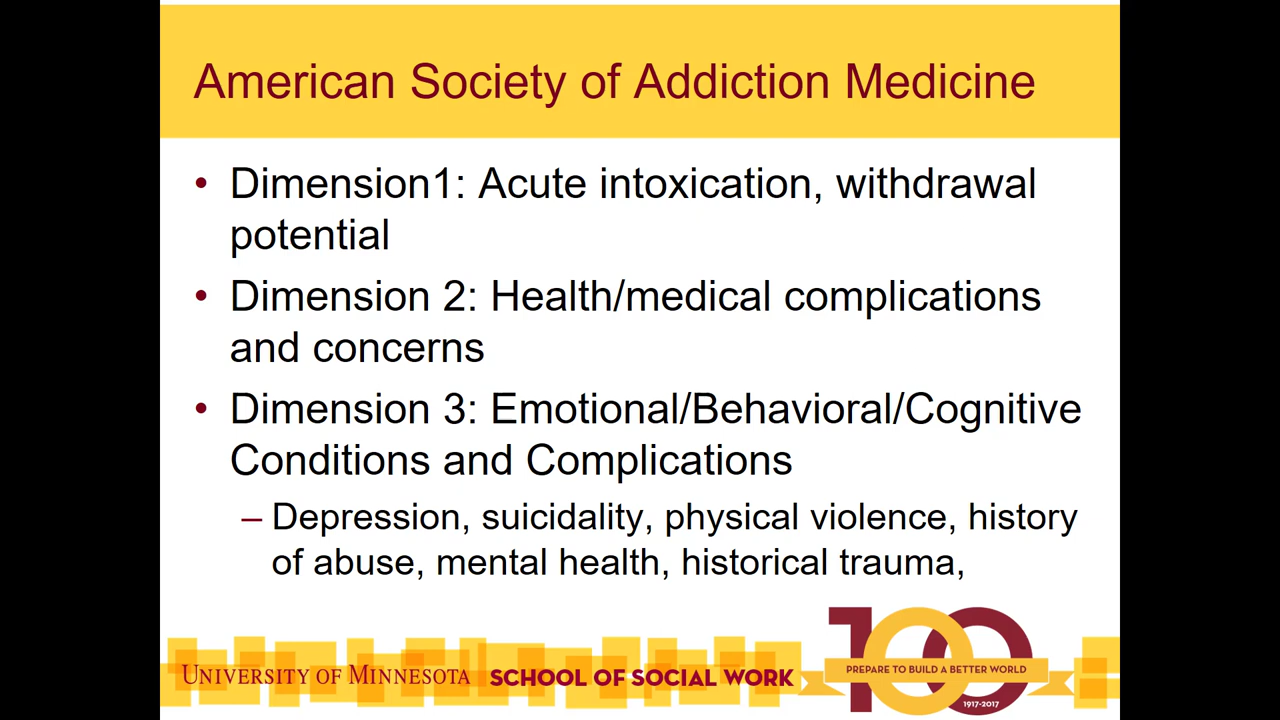 American Society of Addiction Medicine
• Dimension1: Acute intoxication, withdrawal
potential
• Dimension 2: Health/medical complications
and concerns
• Dimension 3: Emotional/Behavioral/Cognitive
Conditions and Complications
– Depression, suicidality, physical violence, history
of abuse, mental health, historical trauma,
UNIVERSITY OF MINNESOTA SCHOOL OF SOCIAL WORK
100
PREPARE TO BUILD A BETTER WORLD
1917-2017